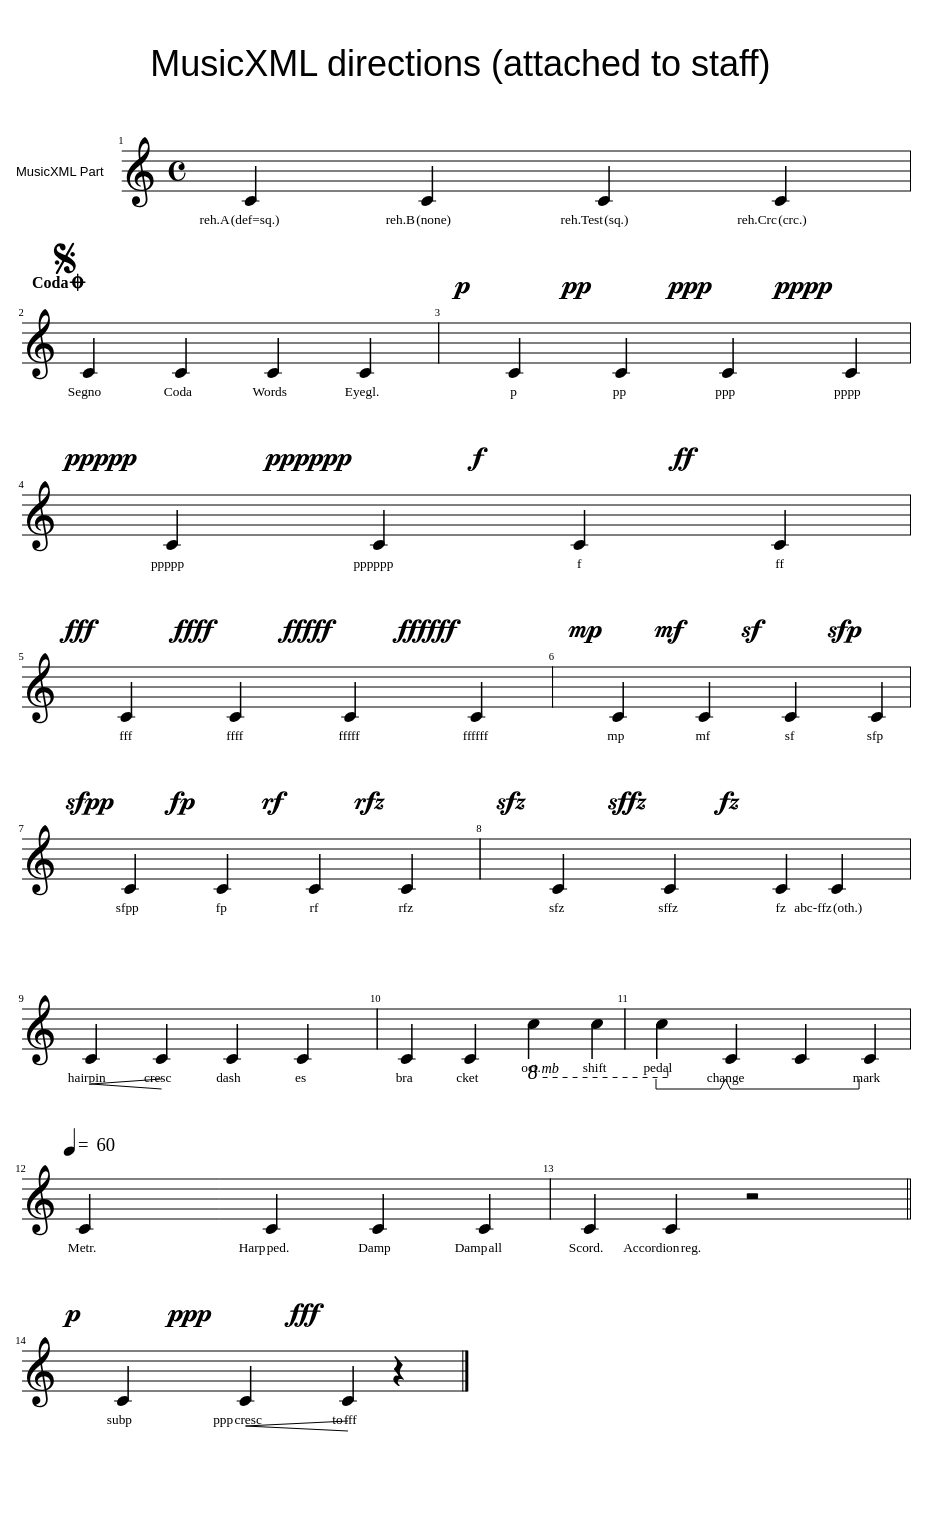 MusicXML directions (attached to staff)
1
MusicXML Part
reh.A (def=sq.) reh.B (none) reh.Test (sq.) reh.Crc (crc.)
Coda
p pp ppp pppp
2 3
Segno Coda Words Eyegl. p pp ppp pppp
ppppp pppppp f ff
4
ppppp pppppp f ff
fff ffff fffff ffffff mp mf sf sfp
5 6
fff ffff fffff ffffff mp mf sf sfp
sfpp fp rf rfz sfz sffz fz
7 8
sfpp fp rf rfz sfz sffz fz abc-ffz (oth.)
9 10 11
hairpin cresc dash es bra cket oct. shift pedal change mark
8mb
= 60
12 13
Metr. Harp ped. Damp Damp all Scord. Accordion reg.
p ppp fff
14
subp ppp cresc to fff